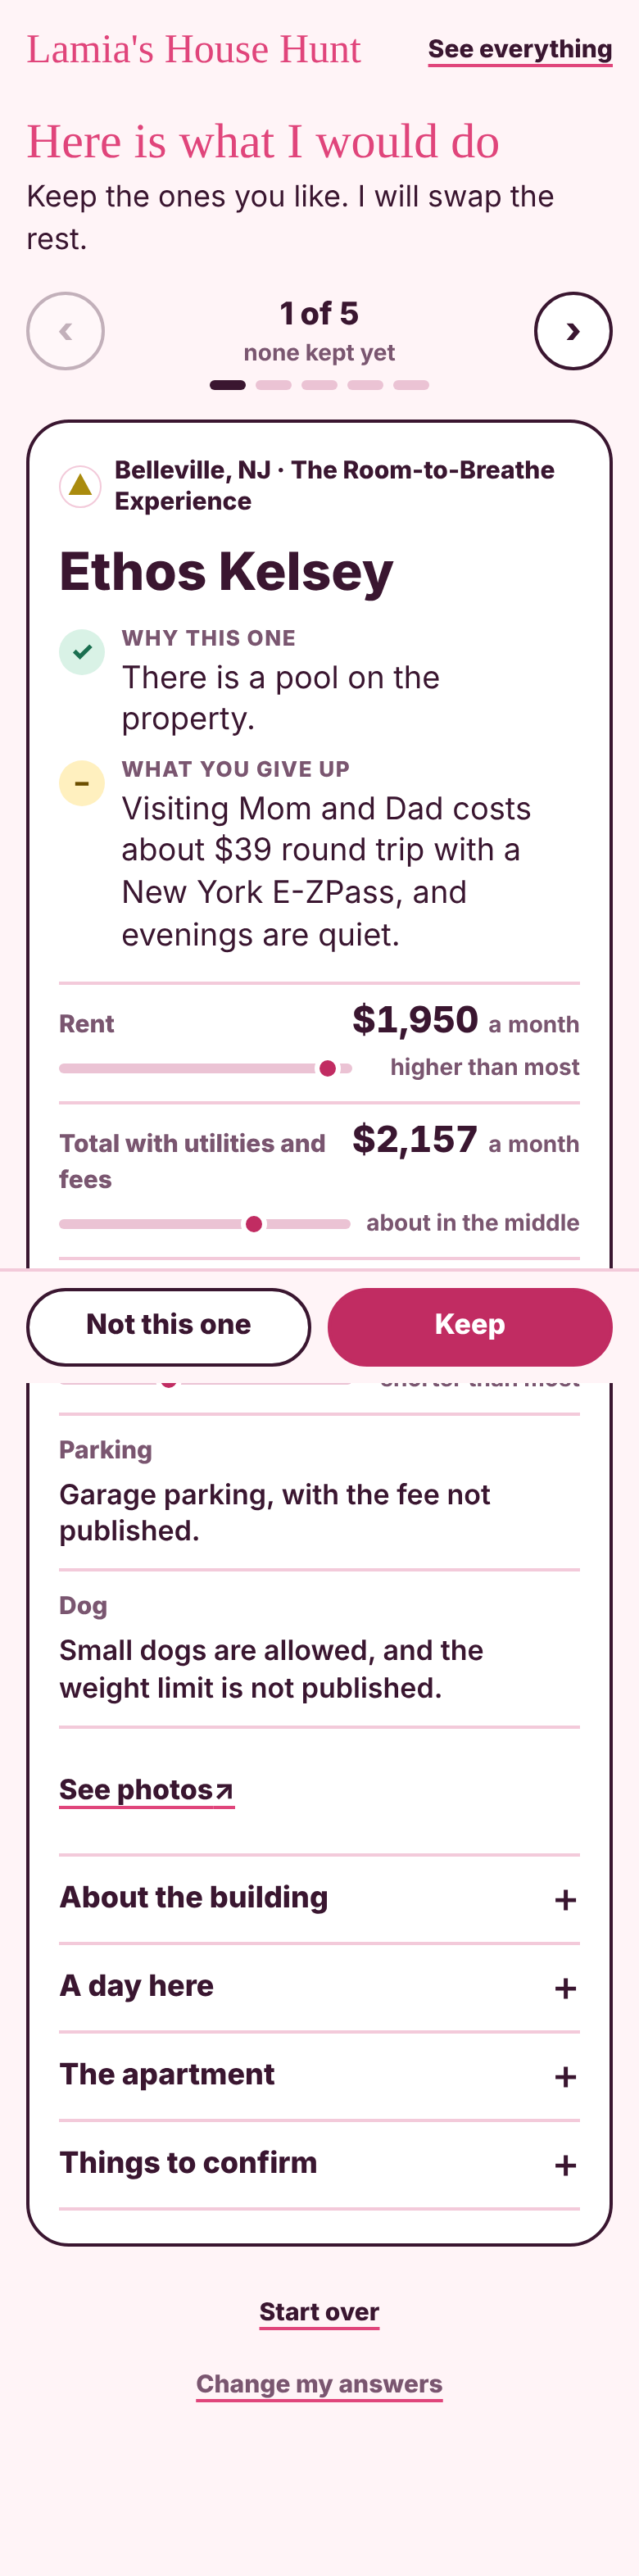 Lamia's House Hunt
See everything
Here is what I would do
Keep the ones you like. I will swap the
rest.
‹
1 of 5
›
none kept yet
Belleville, NJ · The Room-to-Breathe
Experience
Ethos Kelsey
WHY THIS ONE
There is a pool on the
property.
WHAT YOU GIVE UP
Visiting Mom and Dad costs
about $39 round trip with a
New York E-ZPass, and
evenings are quiet.
Rent
$1,950 a month
higher than most
Total with utilities and
fees
$2,157 a month
about in the middle
Not this one
Keep
shorter than most
Parking
Garage parking, with the fee not
published.
Dog
Small dogs are allowed, and the
weight limit is not published.
See photos↗
About the building +
A day here +
The apartment +
Things to confirm +
Start over
Change my answers